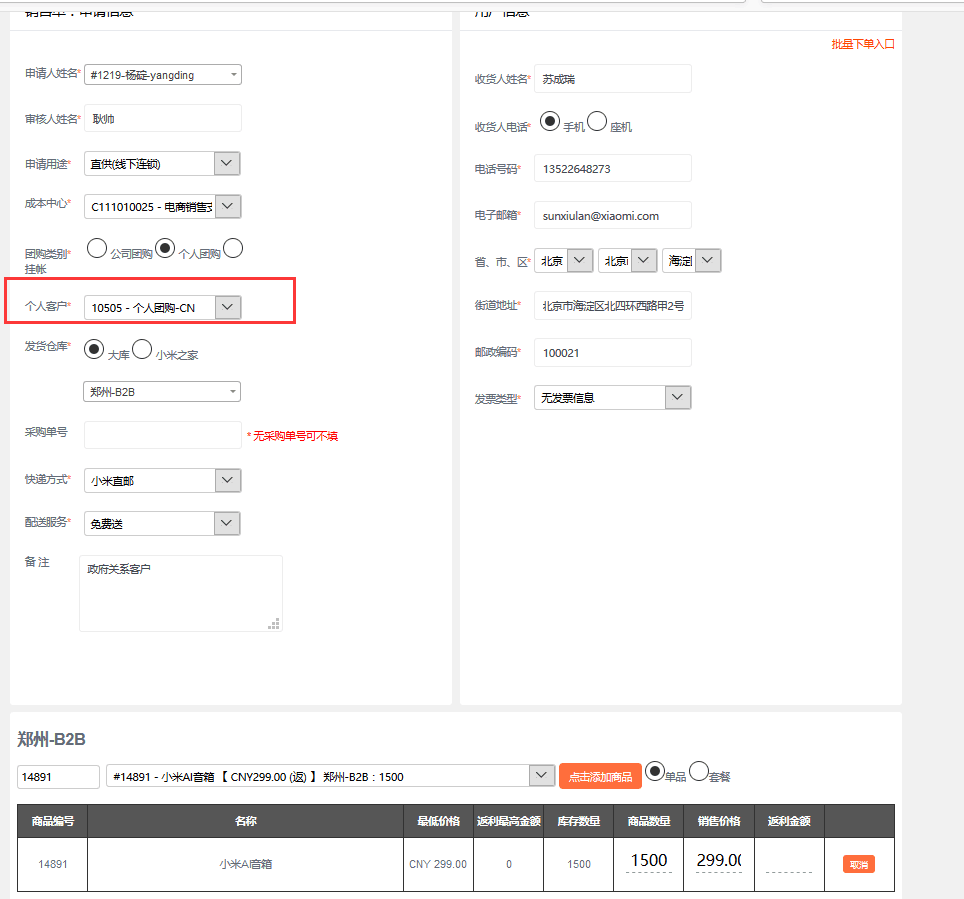 销售单：申请信息
申请人姓名* #1219-杨碇-yangding
审核人姓名* 耿帅
申请用途* 直供(线下连锁)
成本中心* C111010025 - 电商销售支
团购类别* 公司团购 个人团购
挂帐
个人客户* 10505 - 个人团购-CN
发货仓库* 大库 小米之家
郑州-B2B
采购单号 * 无采购单号可不填
快递方式* 小米直邮
配送服务* 免费送
备 注 政府关系客户
用户信息
批量下单入口
收货人姓名* 苏成瑞
收货人电话* 手机 座机
电话号码* 13522648273
电子邮箱* sunxiulan@xiaomi.com
省、市、区* 北京 北京 海淀
街道地址* 北京市海淀区北四环西路甲2号
邮政编码* 100021
发票类型* 无发票信息
郑州-B2B
14891 #14891 - 小米AI音箱 【 CNY299.00 (返) 】 郑州-B2B：1500 点击添加商品 单品 套餐
商品编号 名称 最低价格 返利最高金额 库存数量 商品数量 销售价格 返利金额
14891 小米AI音箱 CNY 299.00 0 1500 1500 299.00 取消